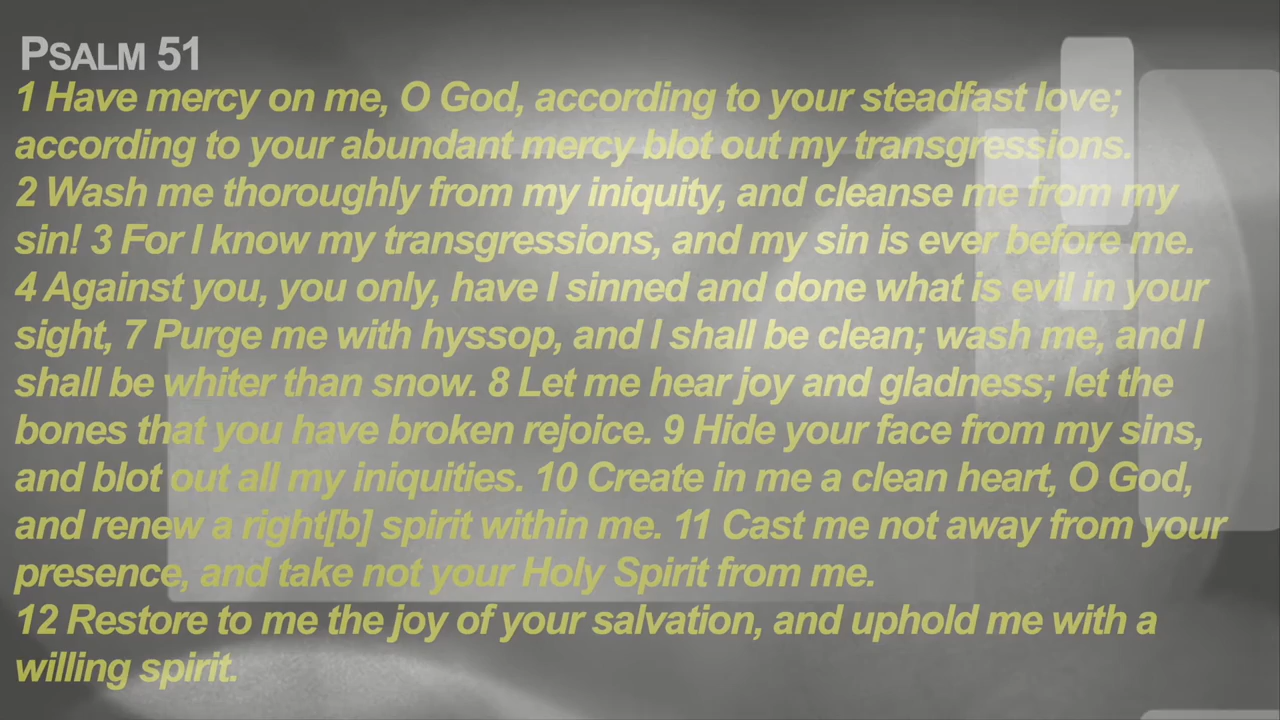 PSALM 51
1 Have mercy on me, O God, according to your steadfast love;
according to your abundant mercy blot out my transgressions.
2 Wash me thoroughly from my iniquity, and cleanse me from my
sin! 3 For I know my transgressions, and my sin is ever before me.
4 Against you, you only, have I sinned and done what is evil in your
sight, 7 Purge me with hyssop, and I shall be clean; wash me, and I
shall be whiter than snow. 8 Let me hear joy and gladness; let the
bones that you have broken rejoice. 9 Hide your face from my sins,
and blot out all my iniquities. 10 Create in me a clean heart, O God,
and renew a right[b] spirit within me. 11 Cast me not away from your
presence, and take not your Holy Spirit from me.
12 Restore to me the joy of your salvation, and uphold me with a
willing spirit.